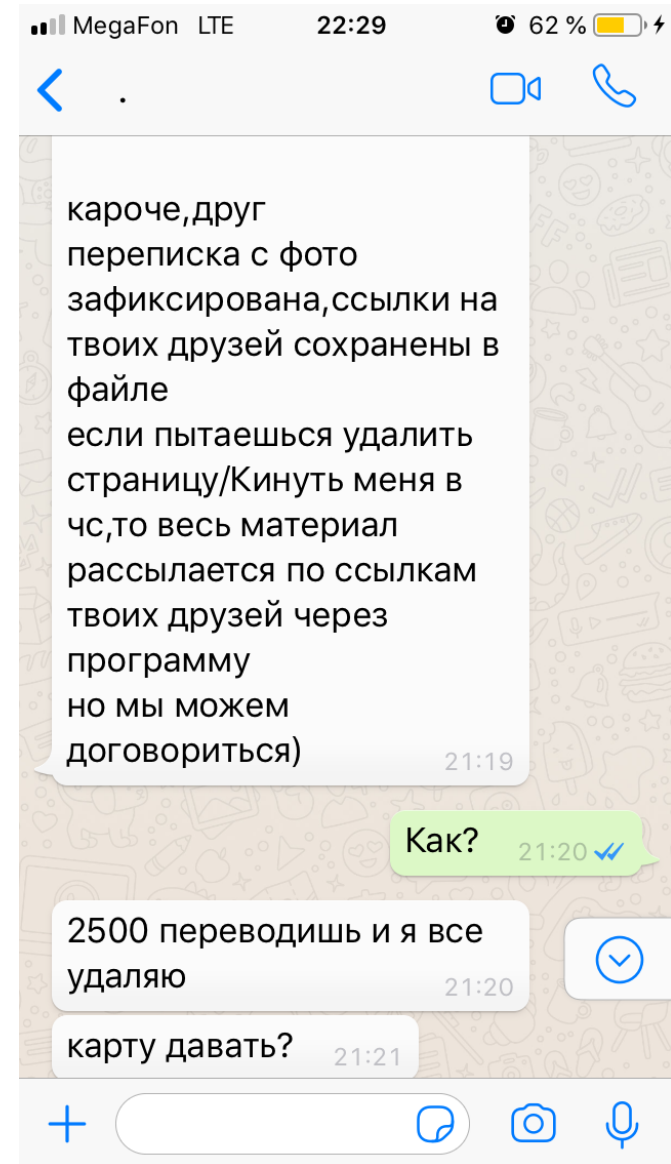 MegaFon LTE 22:29 62 %
.
кароче,друг
переписка с фото
зафиксирована,ссылки на
твоих друзей сохранены в
файле
если пытаешься удалить
страницу/Кинуть меня в
чс,то весь материал
рассылается по ссылкам
твоих друзей через
программу
но мы можем
договориться)
21:19
Как? 21:20
2500 переводишь и я все
удаляю
21:20
карту давать? 21:21